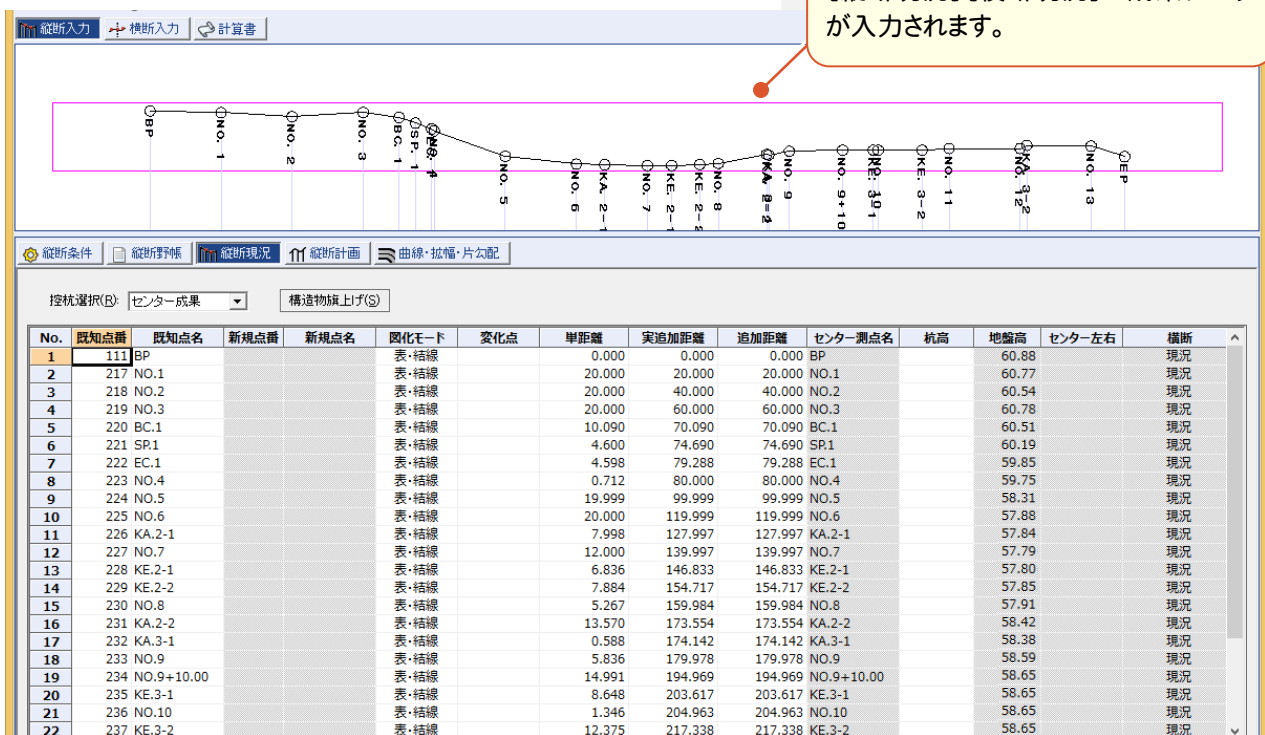 が入力されます。
縦断入力 横断入力 計算書
BP NO. 1 NO. 2 NO. 3 BC. 1 SP. 1 NO. 5 NO. 6 KA. 2-1 NO. 7 KE. 2-1 KE. 2-2 NO. 8 NO. 9 NO. 9+10 NO. 10 KE. 3-1 KE. 3-2 NO. 11 NO. 12 KA. 3-2 NO. 13 EP
縦断条件 縦断野帳 縦断現況 縦断計画 曲線・拡幅・片勾配
控杭選択(R): センター成果 構造物旗上げ(S)
No. 既知点番 既知点名 新規点番 新規点名 図化モード 変化点 単距離 実追加距離 追加距離 センター測点名 杭高 地盤高 センター左右 横断
1 111 BP 表・結線 0.000 0.000 0.000 BP 60.88 現況
2 217 NO.1 表・結線 20.000 20.000 20.000 NO.1 60.77 現況
3 218 NO.2 表・結線 20.000 40.000 40.000 NO.2 60.54 現況
4 219 NO.3 表・結線 20.000 60.000 60.000 NO.3 60.78 現況
5 220 BC.1 表・結線 10.090 70.090 70.090 BC.1 60.51 現況
6 221 SP.1 表・結線 4.600 74.690 74.690 SP.1 60.19 現況
7 222 EC.1 表・結線 4.598 79.288 79.288 EC.1 59.85 現況
8 223 NO.4 表・結線 0.712 80.000 80.000 NO.4 59.75 現況
9 224 NO.5 表・結線 19.999 99.999 99.999 NO.5 58.31 現況
10 225 NO.6 表・結線 20.000 119.999 119.999 NO.6 57.88 現況
11 226 KA.2-1 表・結線 7.998 127.997 127.997 KA.2-1 57.84 現況
12 227 NO.7 表・結線 12.000 139.997 139.997 NO.7 57.79 現況
13 228 KE.2-1 表・結線 6.836 146.833 146.833 KE.2-1 57.80 現況
14 229 KE.2-2 表・結線 7.884 154.717 154.717 KE.2-2 57.85 現況
15 230 NO.8 表・結線 5.267 159.984 159.984 NO.8 57.91 現況
16 231 KA.2-2 表・結線 13.570 173.554 173.554 KA.2-2 58.42 現況
17 232 KA.3-1 表・結線 0.588 174.142 174.142 KA.3-1 58.38 現況
18 233 NO.9 表・結線 5.836 179.978 179.978 NO.9 58.59 現況
19 234 NO.9+10.00 表・結線 14.991 194.969 194.969 NO.9+10.00 58.65 現況
20 235 KE.3-1 表・結線 8.648 203.617 203.617 KE.3-1 58.65 現況
21 236 NO.10 表・結線 1.346 204.963 204.963 NO.10 58.65 現況
22 237 KE.3-2 表・結線 12.375 217.338 217.338 KE.3-2 58.65 現況